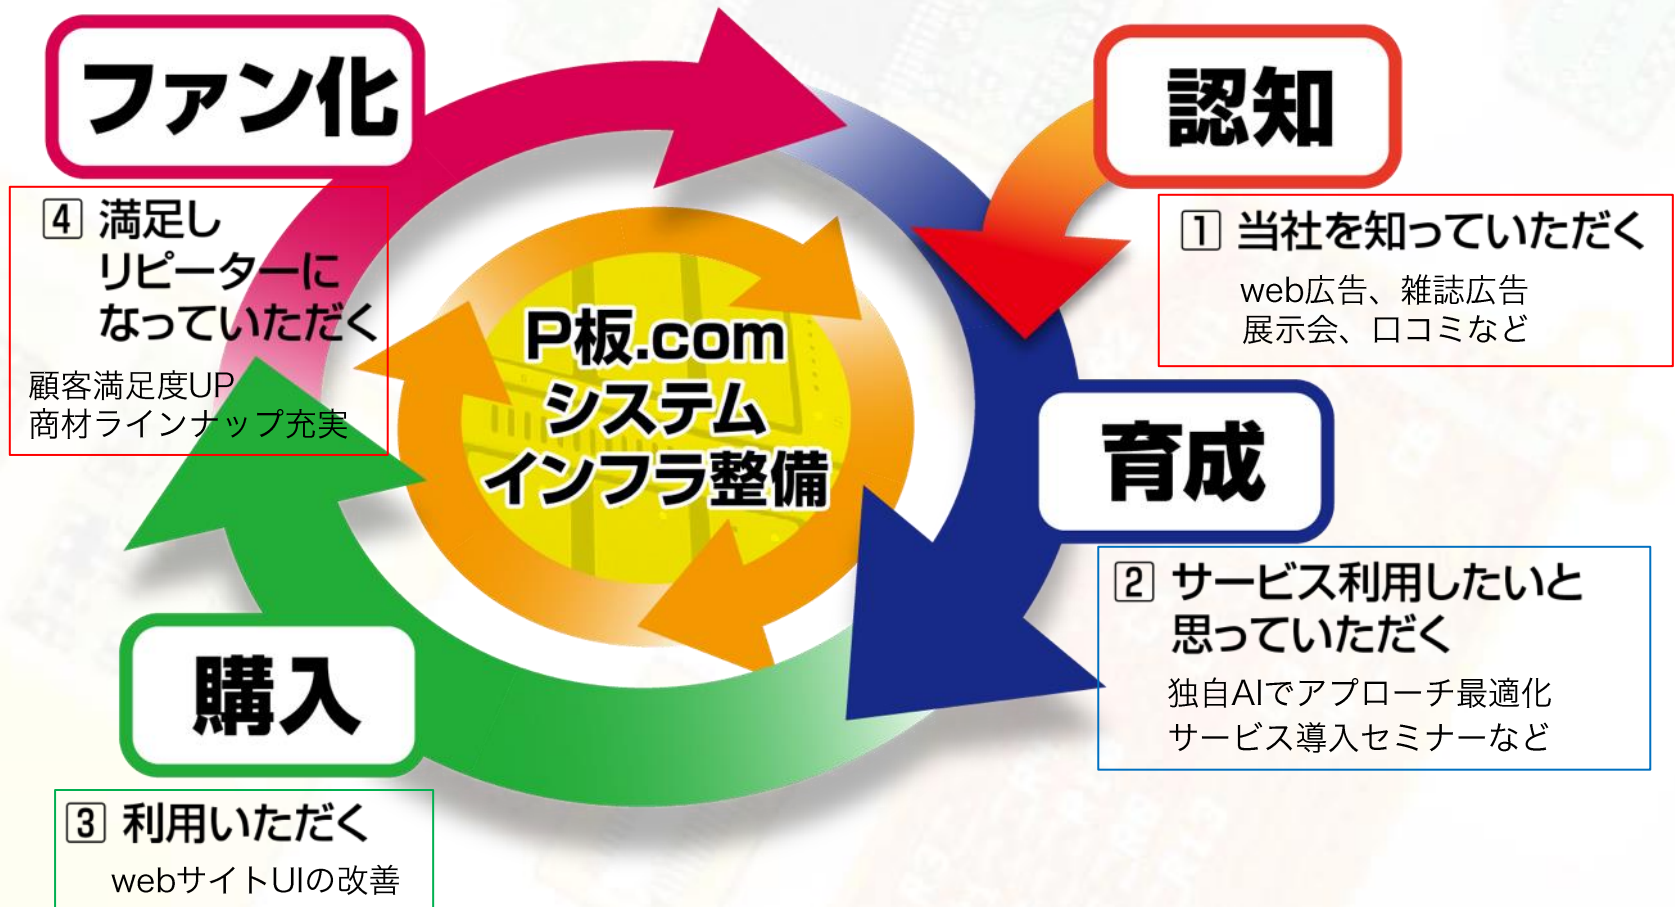 ファン化
認知
1 当社を知っていただく
web広告、雑誌広告
展示会、口コミなど
4 満足し
リピーターに
なっていただく
顧客満足度UP
商材ラインナップ充実
P板.com
システム
インフラ整備
育成
2 サービス利用したいと
思っていただく
独自AIでアプローチ最適化
サービス導入セミナーなど
購入
3 利用いただく
webサイトUIの改善